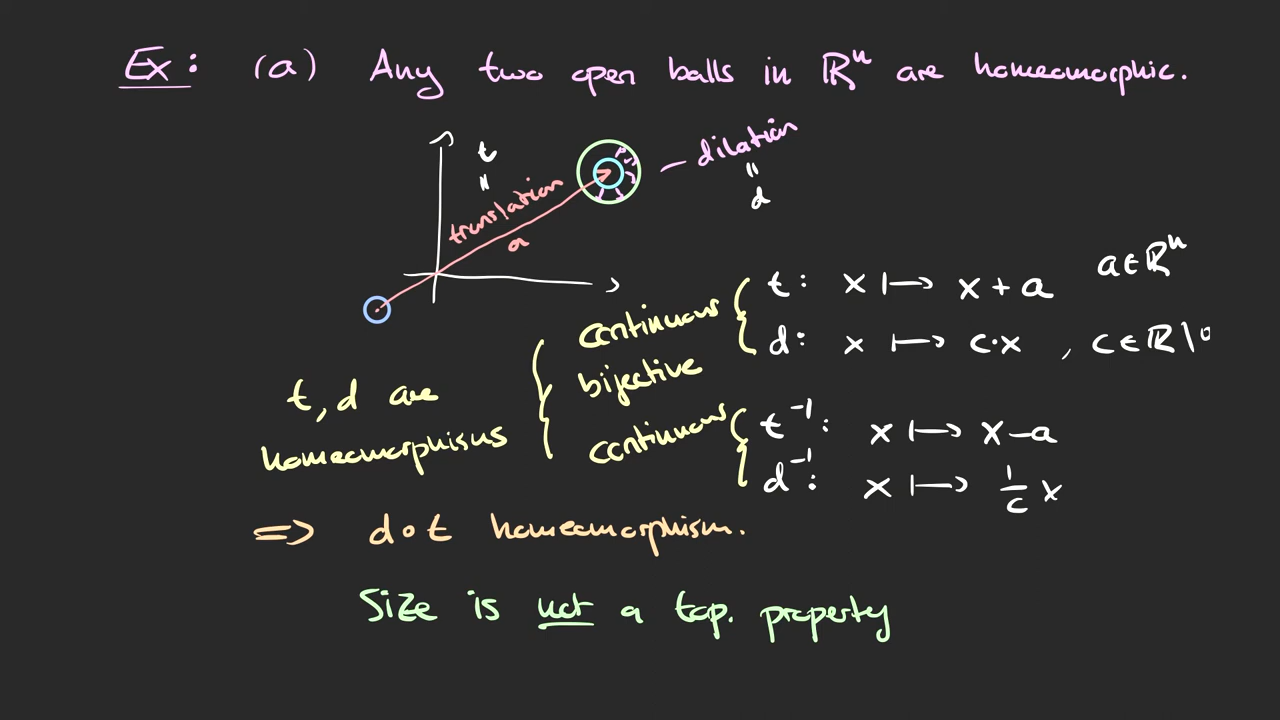 Ex: (a) Any two open balls in ℝⁿ are homeomorphic.
t
=
translation
a
dilation
=
d
t: x ↦ x + a a ∈ ℝⁿ
d: x ↦ c·x , c ∈ ℝ\0
continuous
bijective
continuous
t, d are
homeomorphisms
t⁻¹: x ↦ x - a
d⁻¹: x ↦ 1/c x
⇒ d∘t homeomorphism.
Size is not a top. property